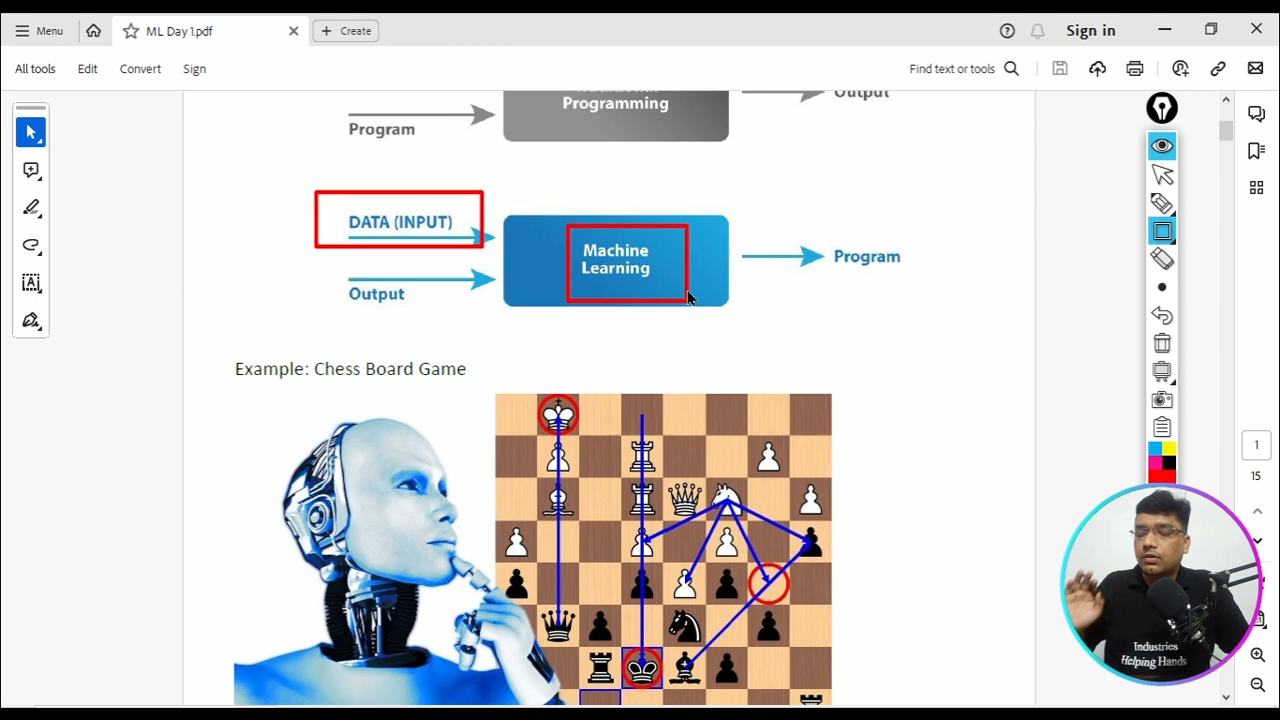 Menu
ML Day 1.pdf
Create
Sign in
All tools
Edit
Convert
Sign
Find text or tools
Programming
Output
Program
DATA (INPUT)
Machine
Learning
Program
Output
Example: Chess Board Game
1
15
Industries
Helping Hands